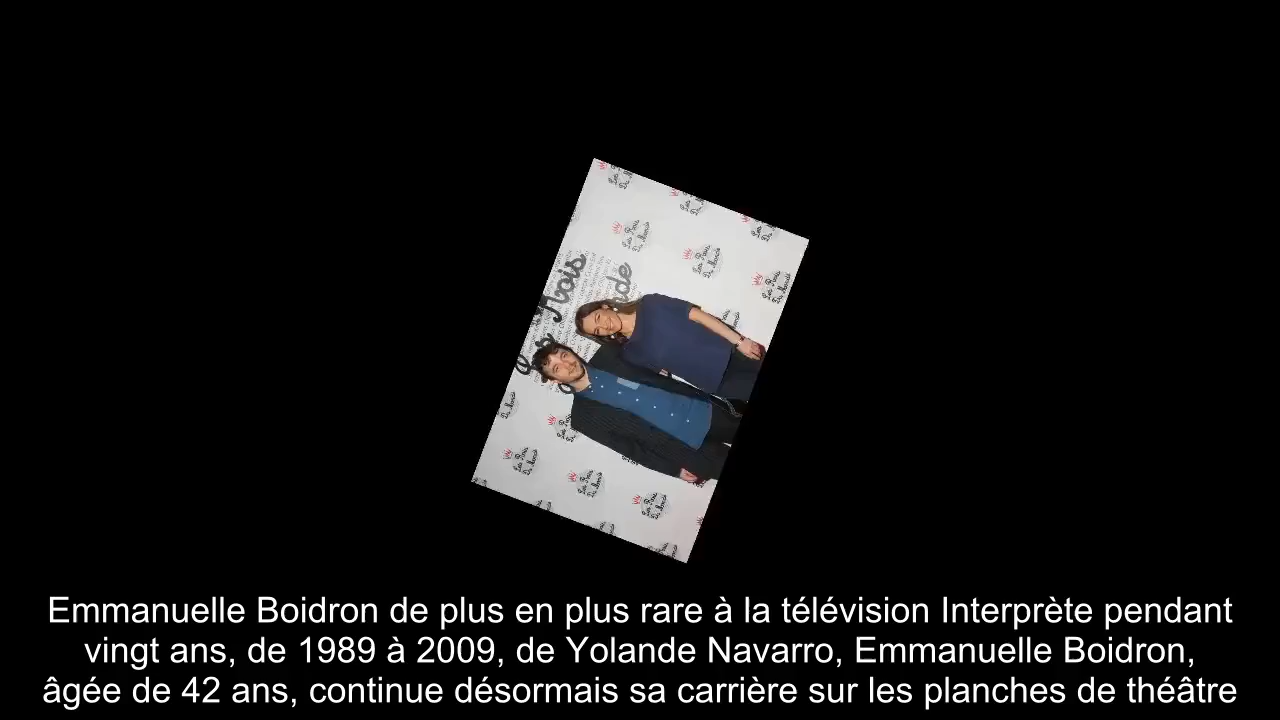 Emmanuelle Boidron de plus en plus rare à la télévision Interprète pendant
vingt ans, de 1989 à 2009, de Yolande Navarro, Emmanuelle Boidron,
âgée de 42 ans, continue désormais sa carrière sur les planches de théâtre